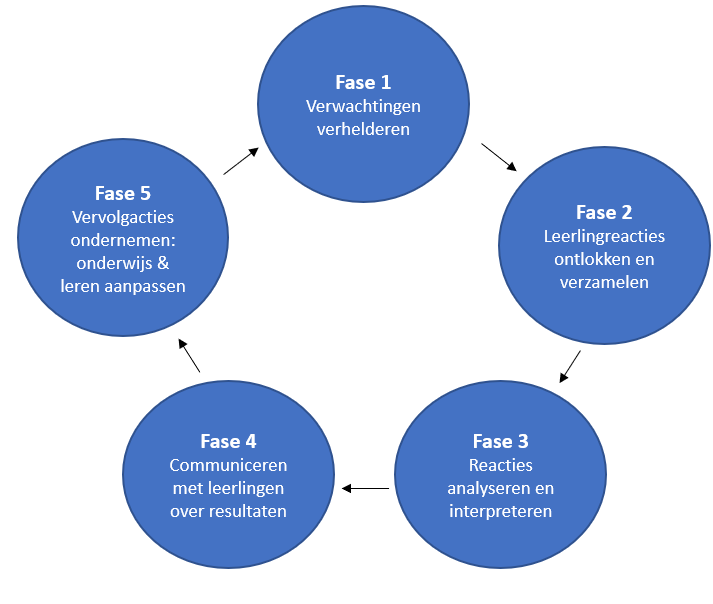 Fase 1
Verwachtingen
verhelderen
Fase 2
Leerlingreacties
ontlokken en
verzamelen
Fase 3
Reacties
analyseren en
interpreteren
Fase 4
Communiceren
met leerlingen
over resultaten
Fase 5
Vervolgacties
ondernemen:
onderwijs &
leren aanpassen